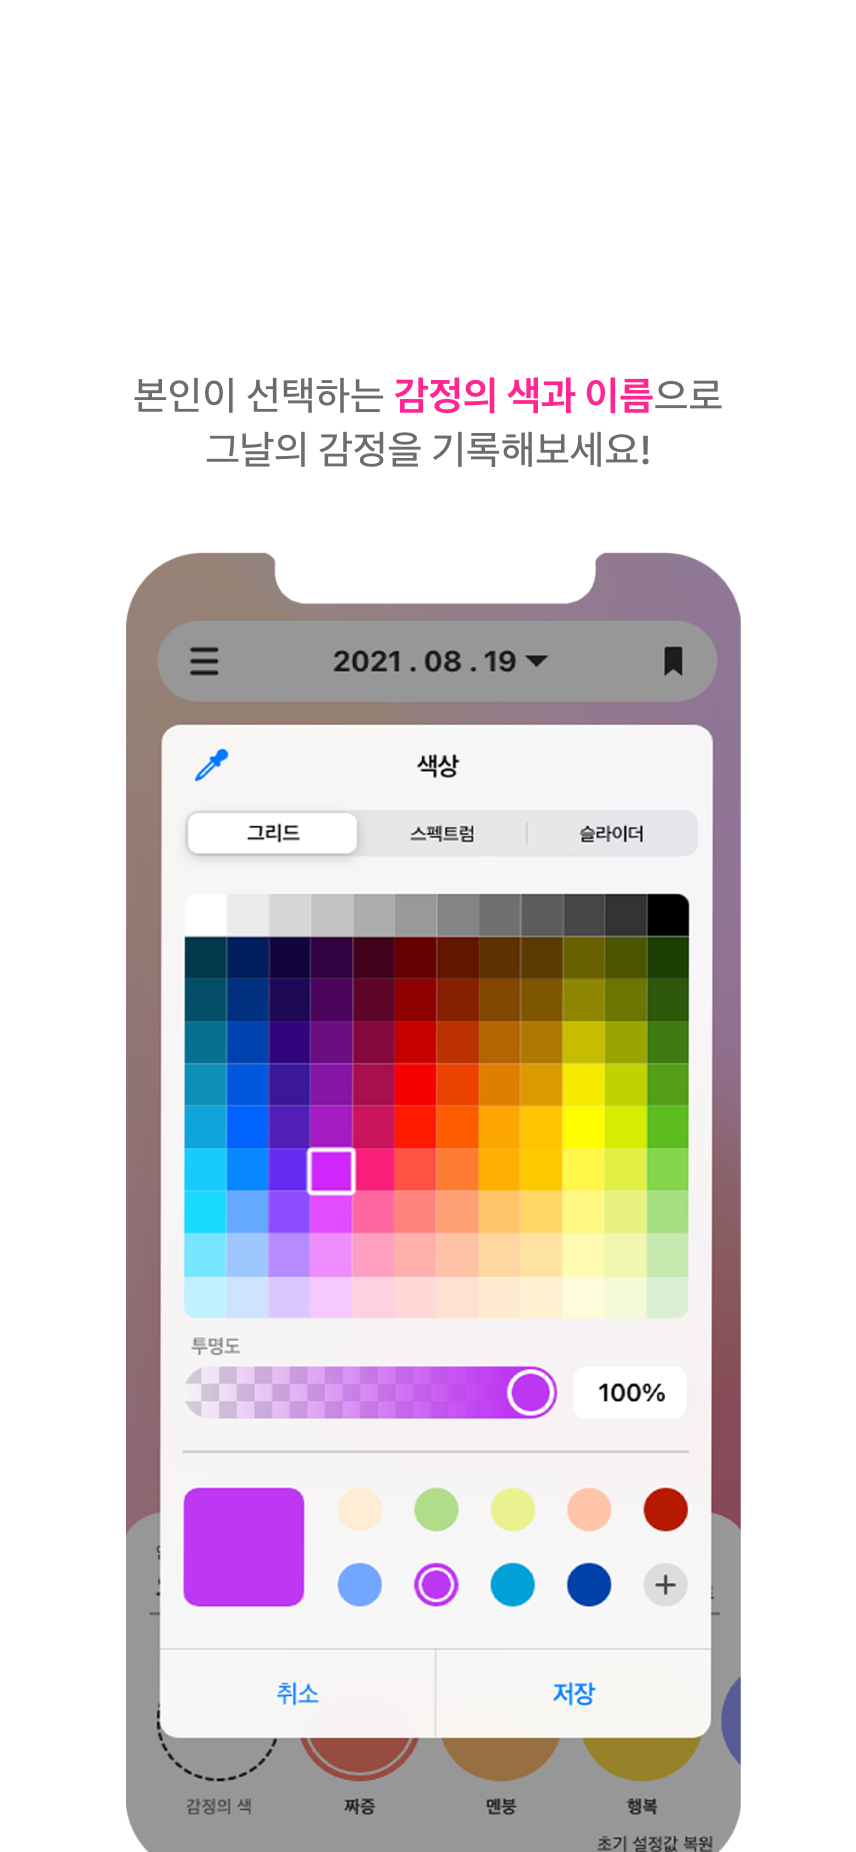 본인이 선택하는 감정의 색과 이름으로
그날의 감정을 기록해보세요!
2021 . 08 . 19
색상
그리드 스펙트럼 슬라이더
투명도
100%
취소 저장
감정의 색 짜증 멘붕 행복
초기 설정값 복원